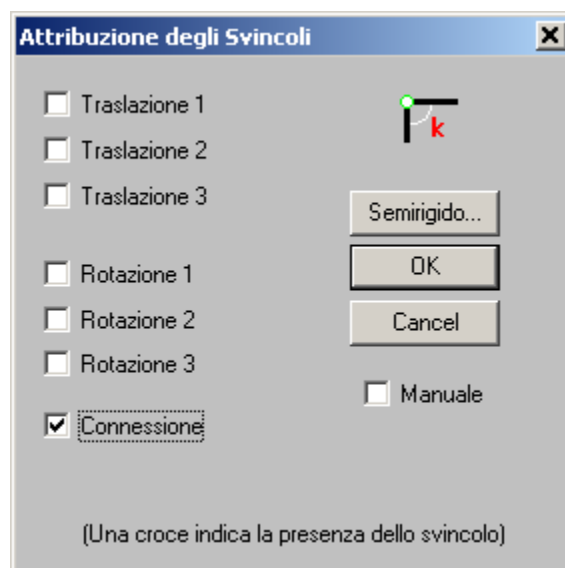 Attribuzione degli Svincoli
Traslazione 1
Traslazione 2
Traslazione 3
k
Semirigido...
OK
Rotazione 1
Rotazione 2
Cancel
Rotazione 3
Manuale
Connessione
(Una croce indica la presenza dello svincolo)